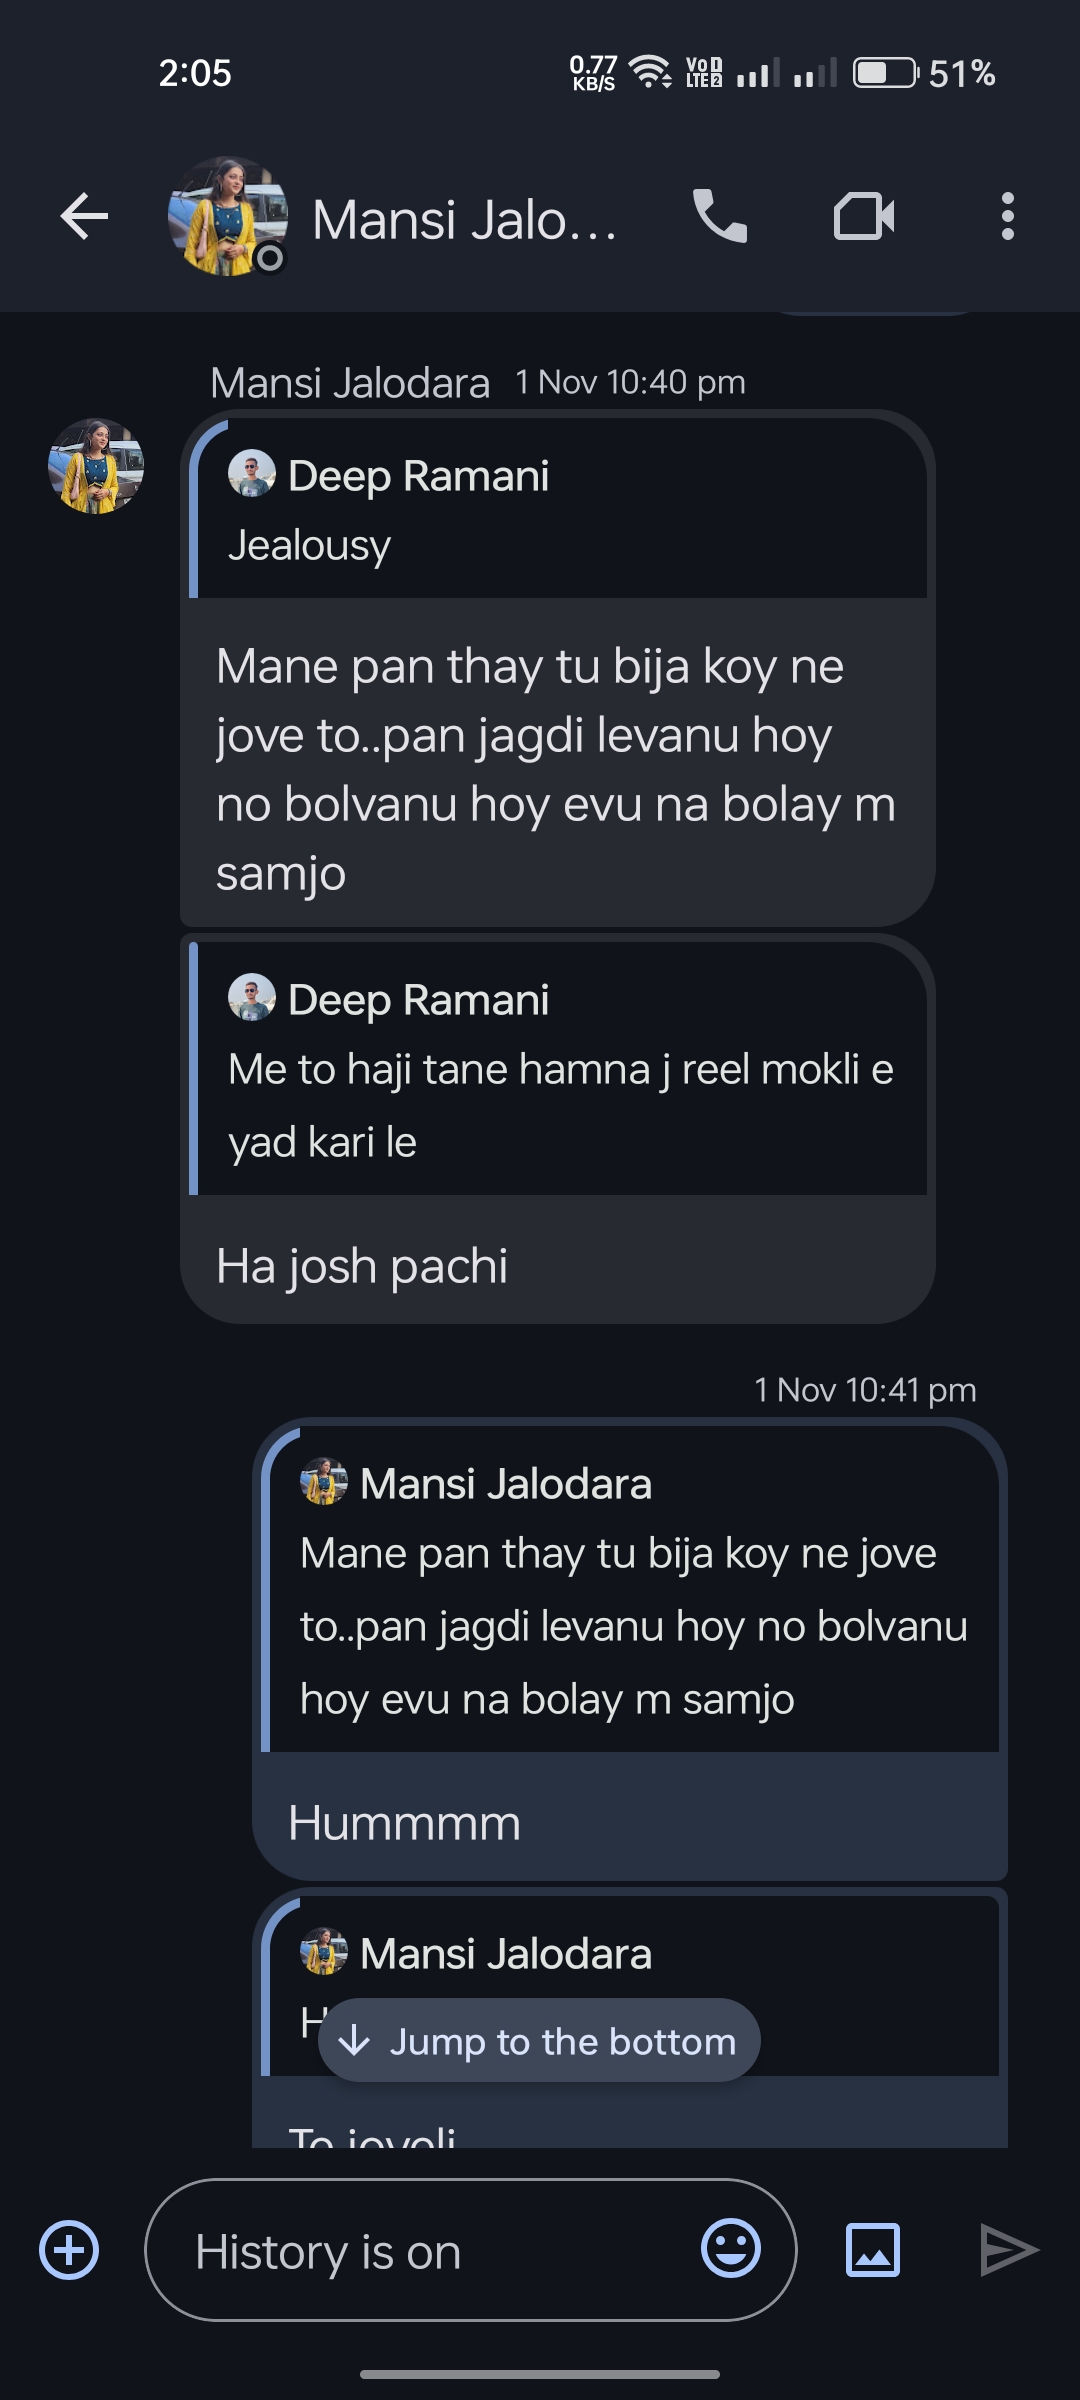 2:05
0.77
KB/S
VoD
LTE2
51%
Mansi Jalo...
Mansi Jalodara 1 Nov 10:40 pm
Deep Ramani
Jealousy
Mane pan thay tu bija koy ne
jove to..pan jagdi levanu hoy
no bolvanu hoy evu na bolay m
samjo
Deep Ramani
Me to haji tane hamna j reel mokli e
yad kari le
Ha josh pachi
1 Nov 10:41 pm
Mansi Jalodara
Mane pan thay tu bija koy ne jove
to..pan jagdi levanu hoy no bolvanu
hoy evu na bolay m samjo
Hummmm
Mansi Jalodara
Jump to the bottom
To
History is on